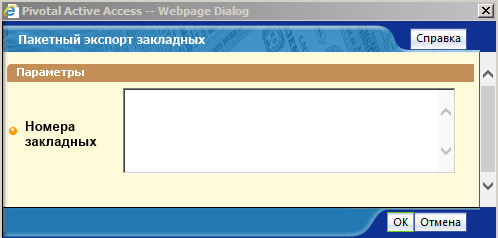 Pivotal Active Access -- Webpage Dialog
Пакетный экспорт закладных
Справка
Параметры
Номера
закладных
OK
Отмена